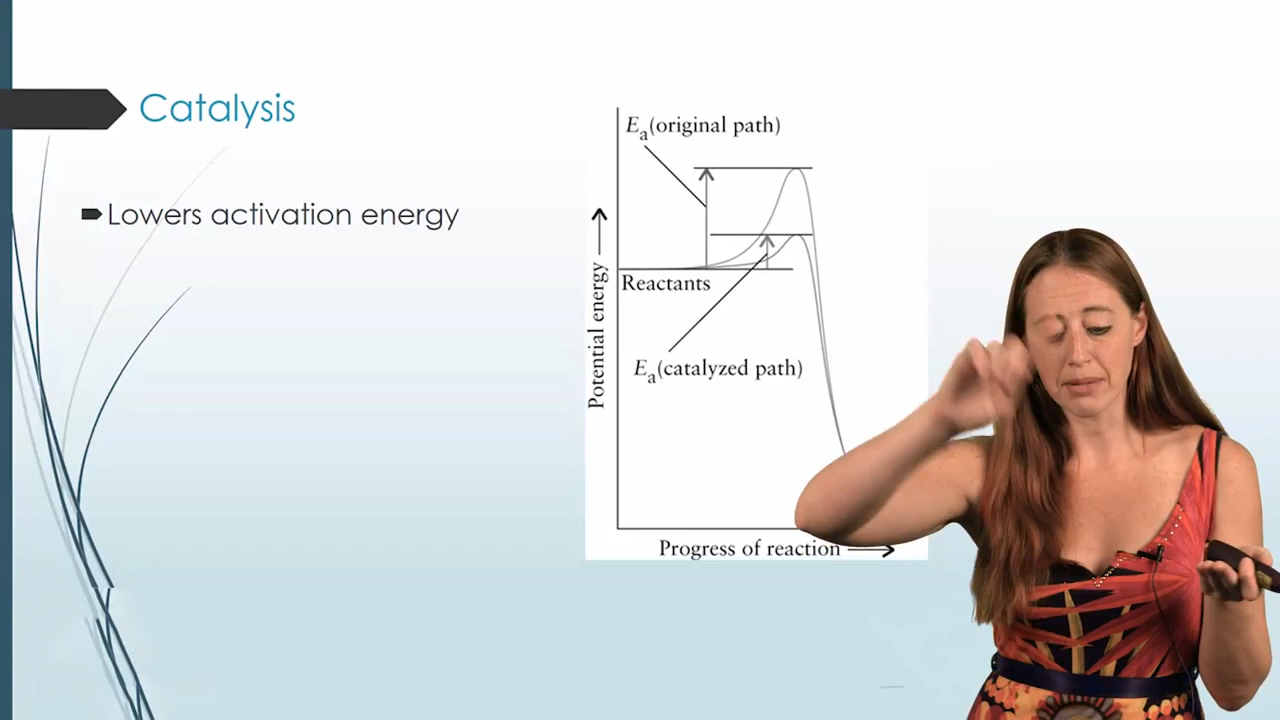 Catalysis
Lowers activation energy
Ea(original path)
Reactants
Ea(catalyzed path)
Potential energy
Progress of reaction